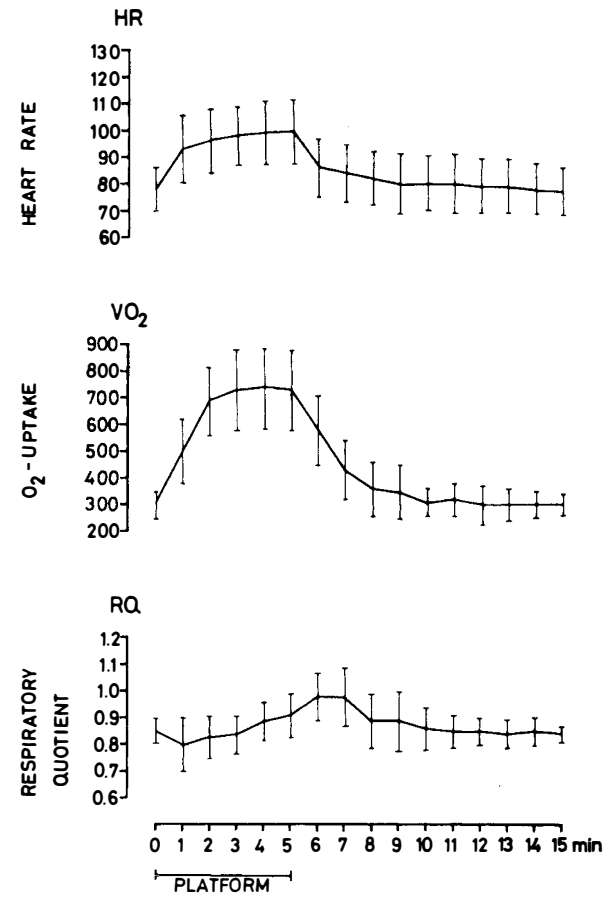 HR
HEART RATE
130
120
110
100
90
80
70
60
VO2
O2-UPTAKE
900
800
700
600
500
400
300
200
RQ
RESPIRATORY
QUOTIENT
1.2
1.1
1.0
0.9
0.8
0.7
0.6
0 1 2 3 4 5 6 7 8 9 10 11 12 13 14 15 min
PLATFORM